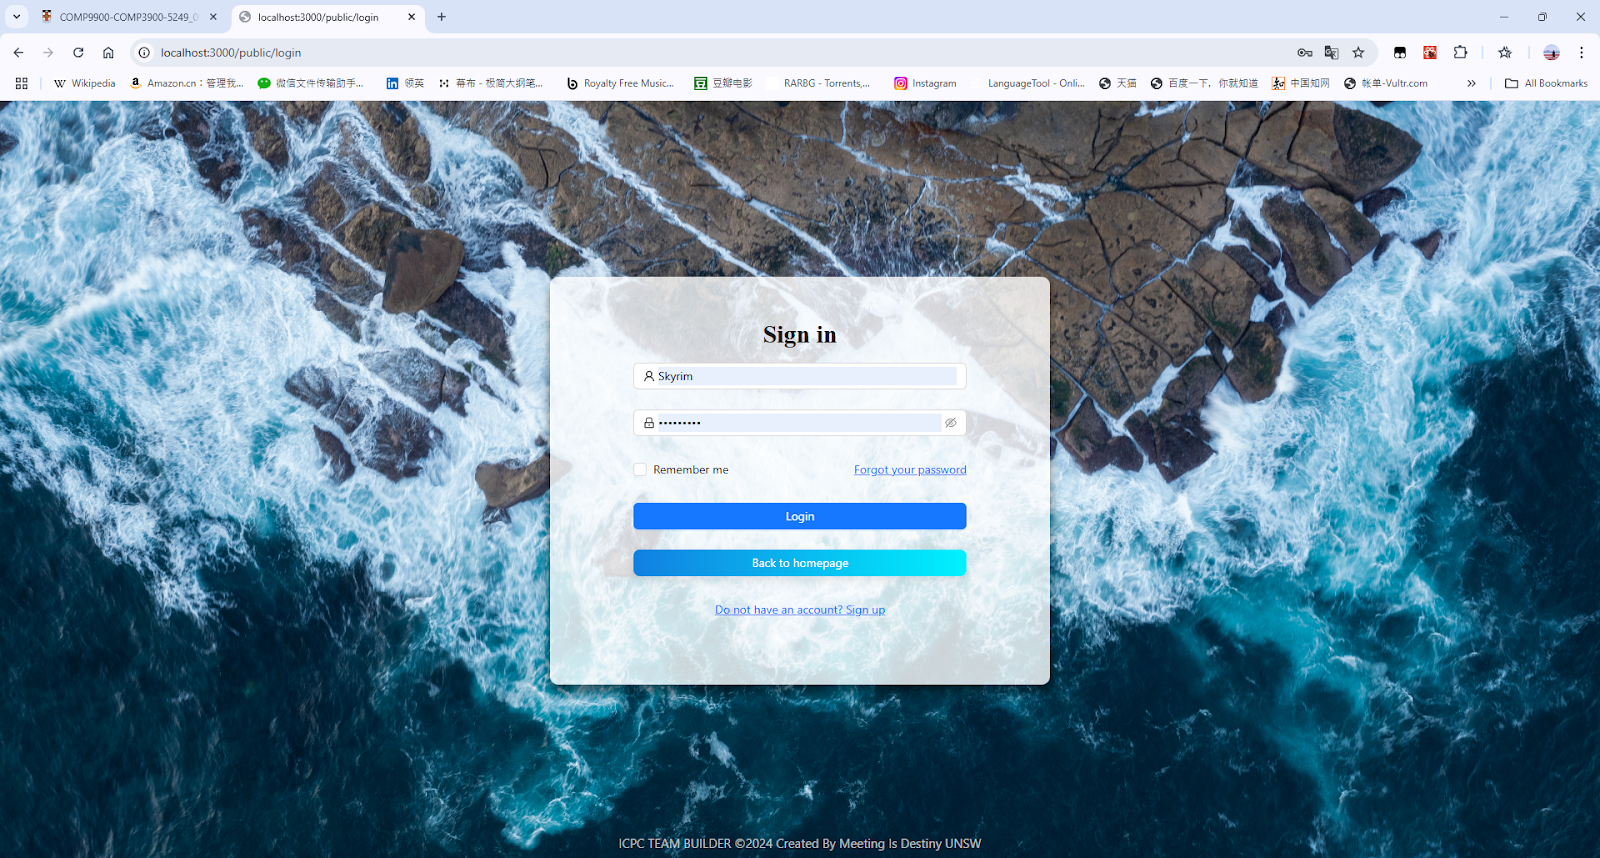 COMP9900-COMP3900-5249_0
localhost:3000/public/login
localhost:3000/public/login
Wikipedia
Amazon.cn：管理我...
微信文件传输助手...
领英
幕布 - 极简大纲笔...
Royalty Free Music...
豆瓣电影
RARBG - Torrents,...
Instagram
LanguageTool - Onli...
天猫
百度一下，你就知道
中国知网
帐单-Vultr.com
All Bookmarks
Sign in
Skyrim
•••••••••
Remember me
Forgot your password
Login
Back to homepage
Do not have an account? Sign up
ICPC TEAM BUILDER ©2024 Created By Meeting Is Destiny UNSW